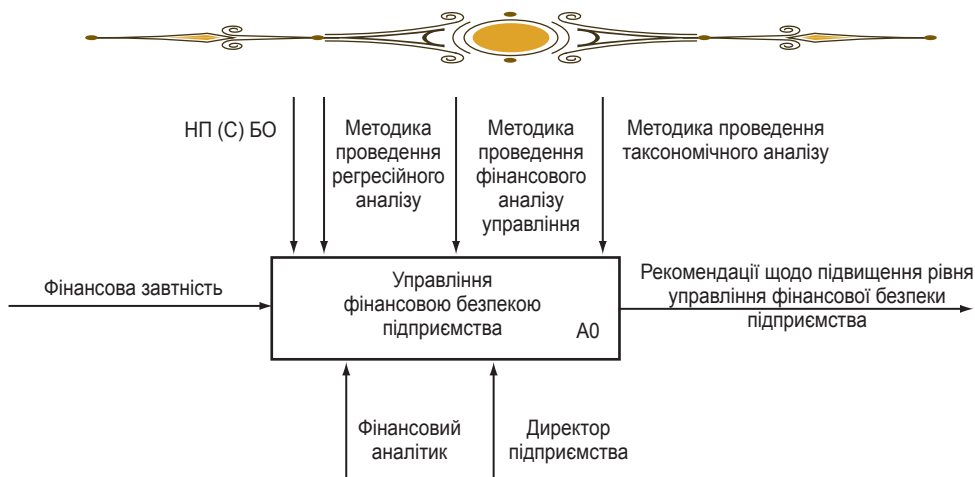 НП (С) БО
Методика
проведення
регресійного
аналізу
Методика
проведення
фінансового
аналізу
управління
Методика проведення
таксономічного аналізу
Фінансова завтність
Управління
фінансовою безпекою
підприємства
А0
Рекомендації щодо підвищення рівня
управління фінансової безпеки
підприємства
Фінансовий
аналітик
Директор
підприємства